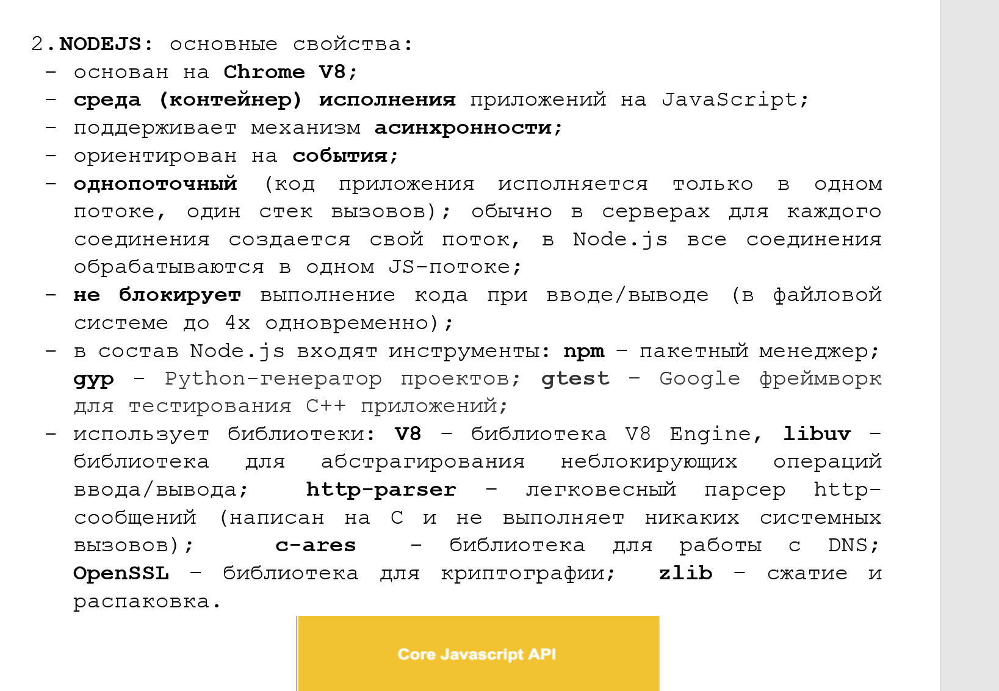 2.NODEJS: основные свойства:
– основан на Chrome V8;
– среда (контейнер) исполнения приложений на JavaScript;
– поддерживает механизм асинхронности;
– ориентирован на события;
– однопоточный (код приложения исполняется только в одном
потоке, один стек вызовов); обычно в серверах для каждого
соединения создается свой поток, в Node.js все соединения
обрабатываются в одном JS-потоке;
– не блокирует выполнение кода при вводе/выводе (в файловой
системе до 4х одновременно);
– в состав Node.js входят инструменты: npm – пакетный менеджер;
gyp – Python-генератор проектов; gtest – Google фреймворк
для тестирования C++ приложений;
– использует библиотеки: V8 – библиотека V8 Engine, libuv –
библиотека для абстрагирования неблокирующих операций
ввода/вывода; http-parser – легковесный парсер http-
сообщений (написан на C и не выполняет никаких системных
вызовов); c-ares – библиотека для работы с DNS;
OpenSSL – библиотека для криптографии; zlib – сжатие и
распаковка.
Core Javascript API